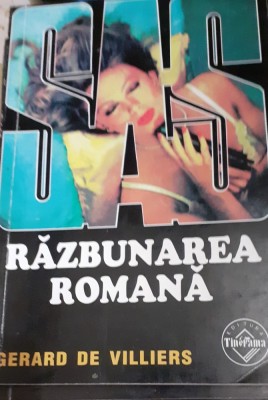 SAS
RĂZBUNAREA
ROMANĂ
GERARD DE VILLIERS
EDITURA
Tinerama